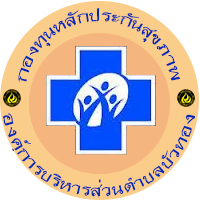 กองทุนหลักประกันสุขภาพ
องค์การบริหารส่วนตำบลบัวทอง